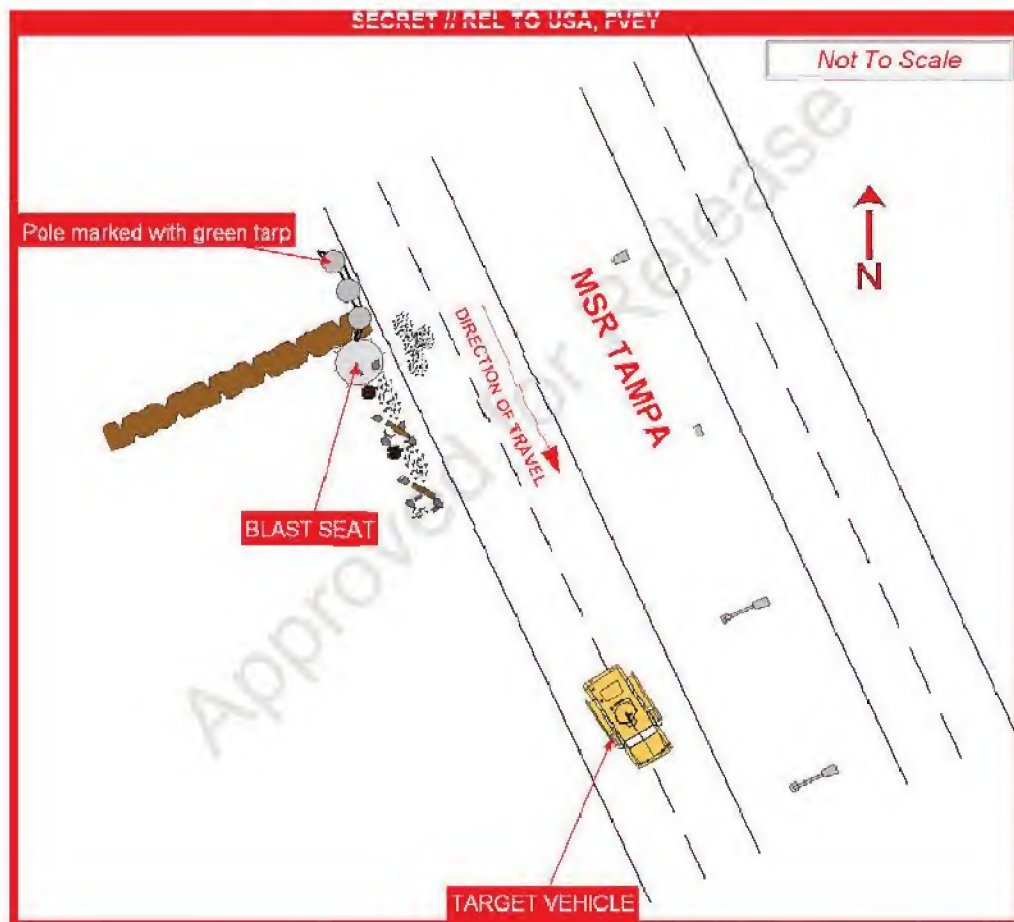 SECRET // REL TO USA, FVEY
Not To Scale
Pole marked with green tarp
N
MSR TAMPA
DIRECTION OF TRAVEL
BLAST SEAT
TARGET VEHICLE
Approved for Release